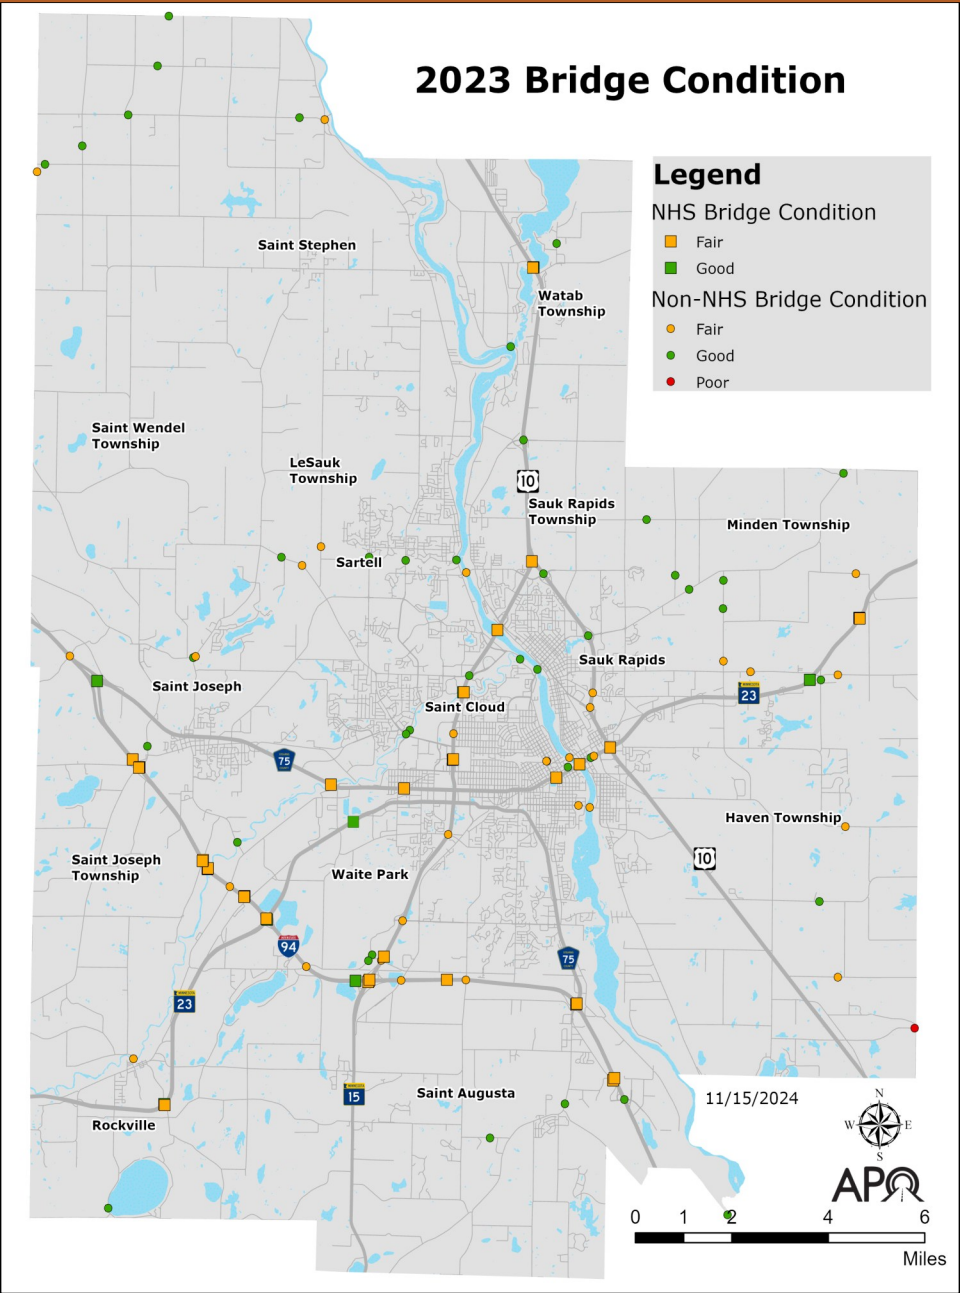 2023 Bridge Condition
Legend
NHS Bridge Condition
Fair
Good
Non-NHS Bridge Condition
Fair
Good
Poor
Saint Stephen
Watab
Township
Saint Wendel
Township
LeSauk
Township
10
Sauk Rapids
Township
Minden Township
Sartell
Sauk Rapids
Saint Joseph
23
Saint Cloud
75
Haven Township
10
Saint Joseph
Township
Waite Park
94
75
23
15
Saint Augusta
11/15/2024
Rockville
N
W
E
S
APO
0 1 2 4 6
Miles